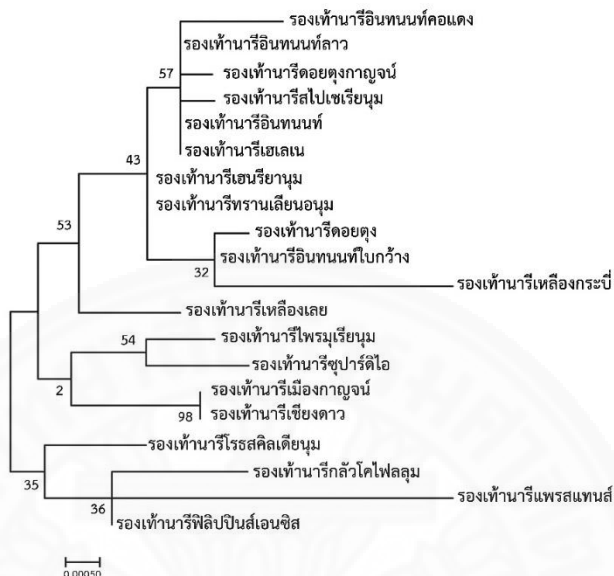 รองเท้านารีอินทนนท์คอแดง
รองเท้านารีอินทนนท์ลาว
57
รองเท้านารีดอยตุงกาญจน์
รองเท้านารีสไปเซเรียนุม
รองเท้านารีอินทนนท์
รองเท้านารีเฮเลเน
43
รองเท้านารีเฮนรียานุม
รองเท้านารีทรานเลียนอนุม
53
รองเท้านารีดอยตุง
รองเท้านารีอินทนนท์ใบกว้าง
32
รองเท้านารีเหลืองกระบี่
รองเท้านารีเหลืองเลย
54
รองเท้านารีไพรมุเรียนุม
รองเท้านารีซุปาร์ดิไอ
2
รองเท้านารีเมืองกาญจน์
98
รองเท้านารีเชียงดาว
รองเท้านารีโรธสคิลเดียนุม
35
รองเท้านารีกลัวโคไฟลลุม
รองเท้านารีแพรสแทนส์
36
รองเท้านารีฟิลิปปินส์เอนซิส
0.00050